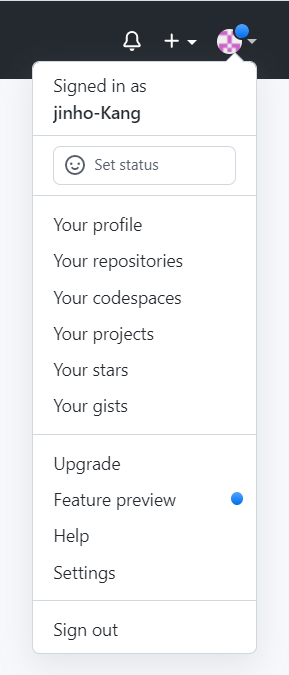 Signed in as
jinho-Kang
Set status
Your profile
Your repositories
Your codespaces
Your projects
Your stars
Your gists
Upgrade
Feature preview
Help
Settings
Sign out